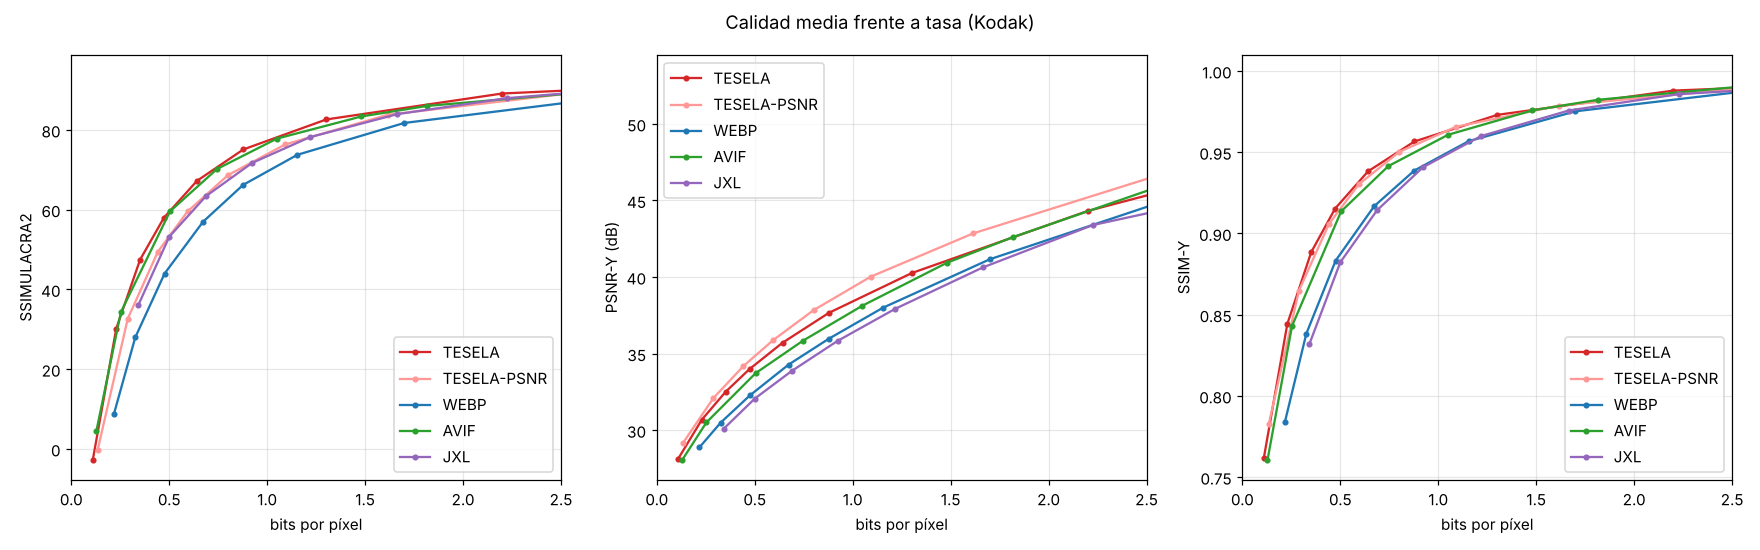 Calidad media frente a tasa (Kodak)
SSIMULACRA2
80
60
40
20
0
0.0 0.5 1.0 1.5 2.0 2.5
bits por píxel
TESELA
TESELA-PSNR
WEBP
AVIF
JXL
PSNR-Y (dB)
50
45
40
35
30
0.0 0.5 1.0 1.5 2.0 2.5
bits por píxel
TESELA
TESELA-PSNR
WEBP
AVIF
JXL
SSIM-Y
1.00
0.95
0.90
0.85
0.80
0.75
0.0 0.5 1.0 1.5 2.0 2.5
bits por píxel
TESELA
TESELA-PSNR
WEBP
AVIF
JXL